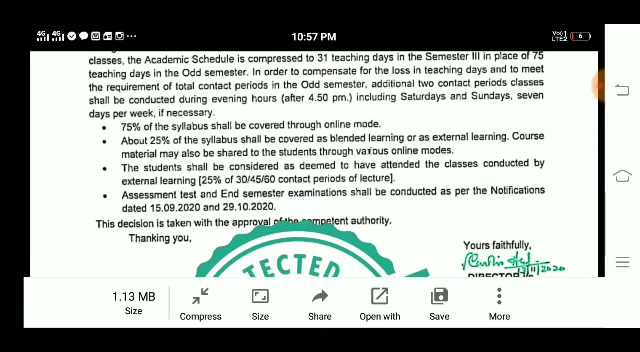 4G 4G 10:57 PM Vo)) LTE2 6
classes, the Academic Schedule is compressed to 31 teaching days in the Semester III in place of 75
teaching days in the Odd semester. In order to compensate for the loss in teaching days and to meet
the requirement of total contact periods in the Odd semester, additional two contact periods classes
shall be conducted during evening hours (after 4.50 pm.) including Saturdays and Sundays, seven
days per week, if necessary.
• 75% of the syllabus shall be covered through online mode.
• About 25% of the syllabus shall be covered as blended learning or as external learning. Course
material may also be shared to the students through various online modes.
• The students shall be considered as deemed to have attended the classes conducted by
external learning [25% of 30/45/60 contact periods of lecture].
• Assessment test and End semester examinations shall be conducted as per the Notifications
dated 15.09.2020 and 29.10.2020.
This decision is taken with the approval of the competent authority.
Thanking you,
Yours faithfully,
TECTED
DIRECTOR
1.13 MB
Size
Compress
Size
Share
Open with
Save
More